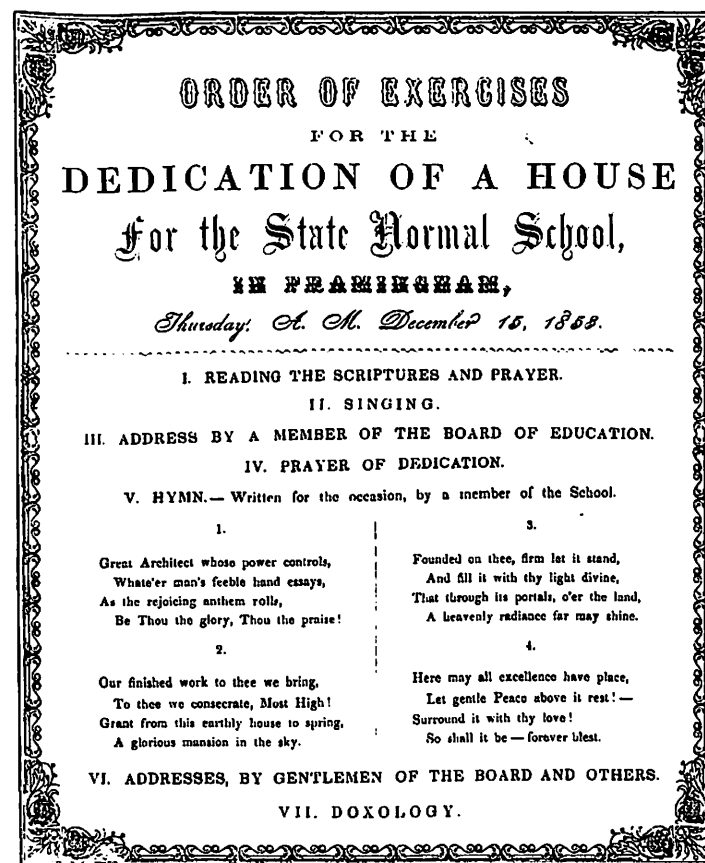 ORDER OF EXERCISES
FOR THE
DEDICATION OF A HOUSE
For the State Normal School,
IN FRAMINGHAM,
Thursday, A. M. December 15, 1853.
I. READING THE SCRIPTURES AND PRAYER.
II. SINGING.
III. ADDRESS BY A MEMBER OF THE BOARD OF EDUCATION.
IV. PRAYER OF DEDICATION.
V. HYMN.— Written for the occasion, by a member of the School.
1.
Great Architect whose power controls,
Whate'er man's feeble hand essays,
As the rejoicing anthem rolls,
Be Thou the glory, Thou the praise!
2.
Our finished work to thee we bring,
To thee we consecrate, Most High!
Grant from this earthly house to spring,
A glorious mansion in the sky.
3.
Founded on thee, firm let it stand,
And fill it with thy light divine,
That through its portals, o'er the land,
A heavenly radiance far may shine.
4.
Here may all excellence have place,
Let gentle Peace above it rest! —
Surround it with thy love!
So shall it be — forever blest.
VI. ADDRESSES, BY GENTLEMEN OF THE BOARD AND OTHERS.
VII. DOXOLOGY.